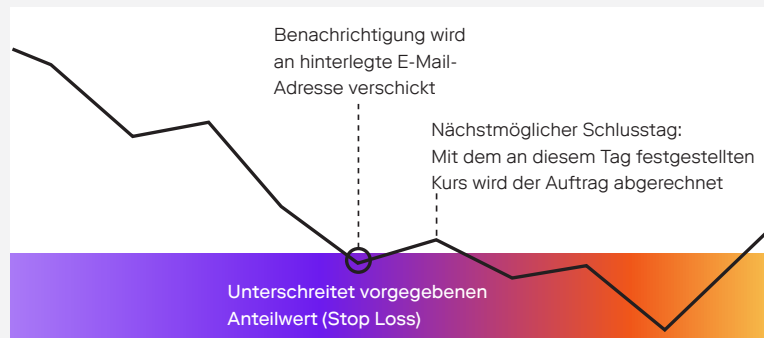 Benachrichtigung wird
an hinterlegte E-Mail-
Adresse verschickt
Nächstmöglicher Schlusstag:
Mit dem an diesem Tag festgestellten
Kurs wird der Auftrag abgerechnet
Unterschreitet vorgegebenen
Anteilwert (Stop Loss)